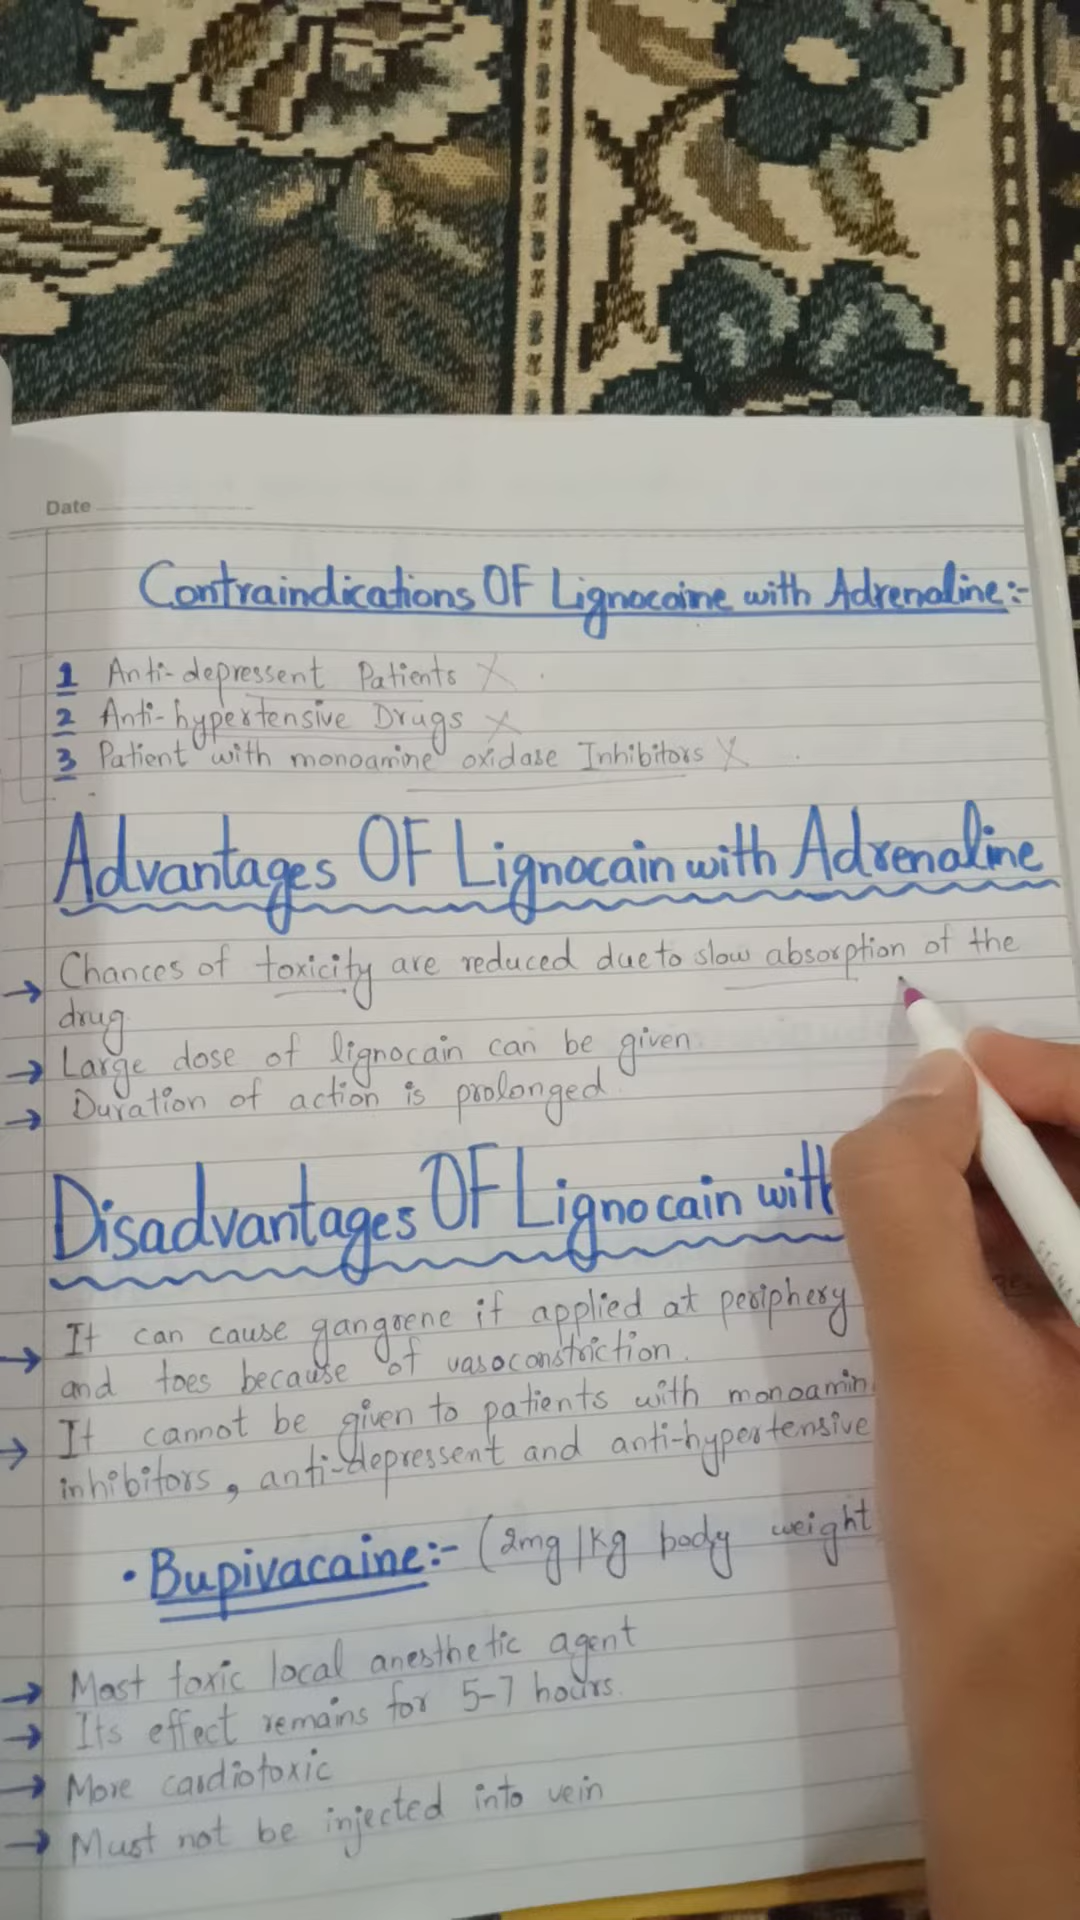 Date
Contraindications OF Lignocaine with Adrenaline:-
1 Anti-depressent Patients X
2 Anti-hypertensive Drugs X
3 Patient with monoamine oxidase Inhibitors X
Advantages OF Lignocain with Adrenaline
→ Chances of toxicity are reduced due to slow absorption of the
drug
→ Large dose of lignocain can be given.
→ Duration of action is prolonged.
Disadvantages OF Lignocain with
→ It can cause gangrene if applied at periphery
and toes because of vasoconstriction.
→ It cannot be given to patients with monoamin
inhibitors, anti-depressent and anti-hypertensive
• Bupivacaine:- (2mg/kg body weight
→ Most toxic local anesthetic agent
→ Its effect remains for 5-7 hours.
→ More cardiotoxic
→ Must not be injected into vein